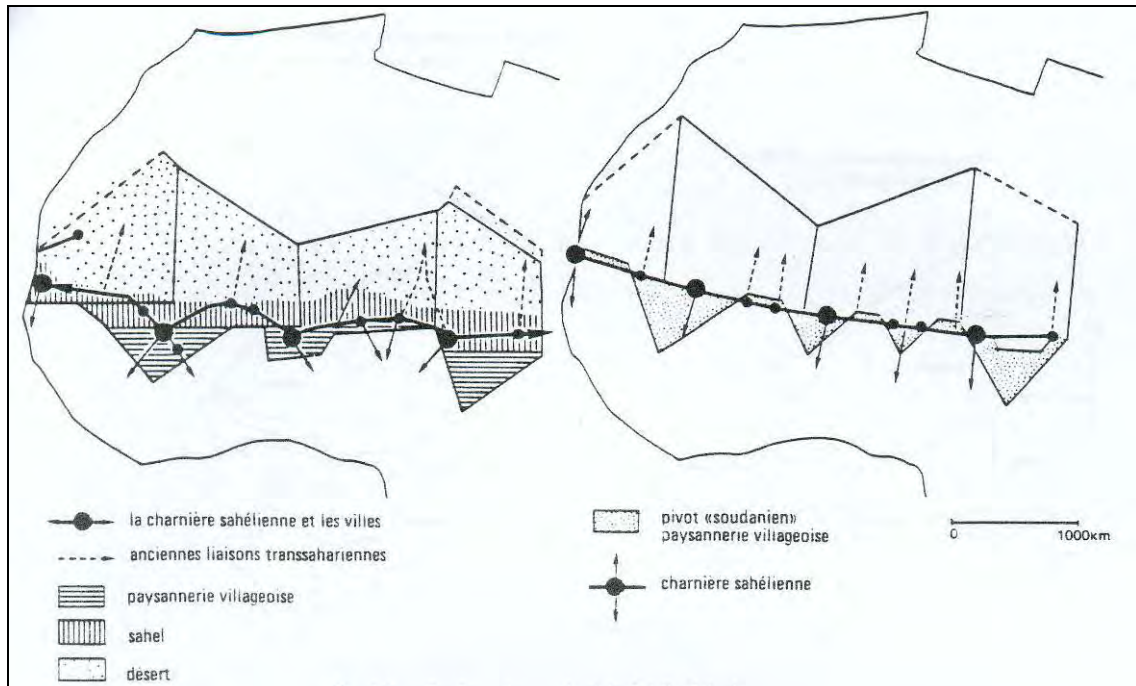 la charnière sahélienne et les villes
anciennes liaisons transsahariennes
paysannerie villageoise
sahel
désert
pivot «soudanien»
paysannerie villageoise
charnière sahélienne
0 1000км